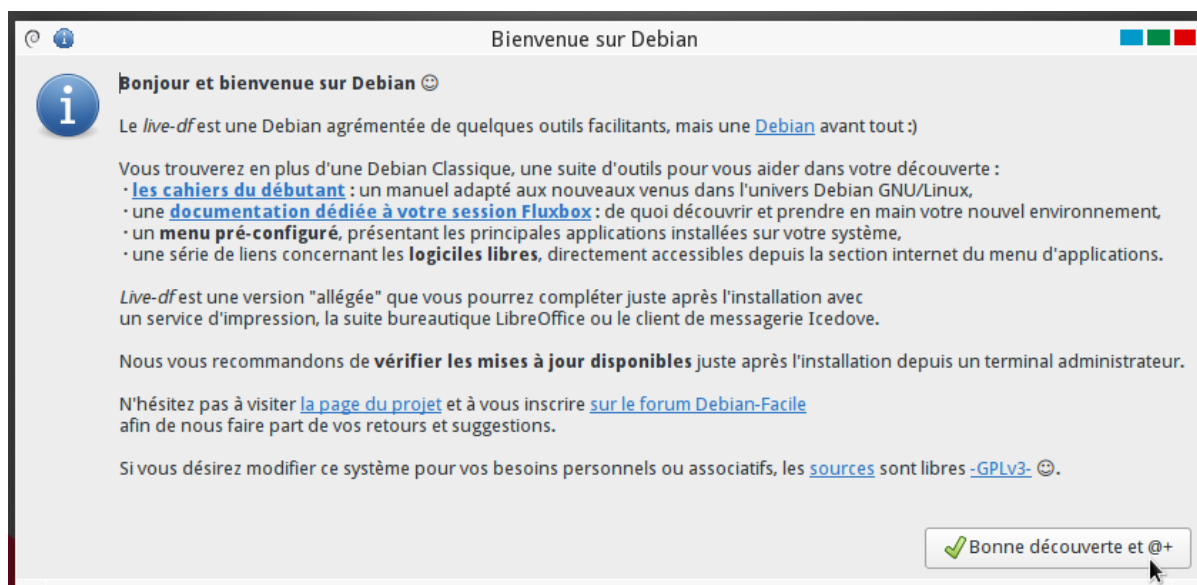 Bienvenue sur Debian
Bonjour et bienvenue sur Debian ☺
Le live-df est une Debian agrémentée de quelques outils facilitants, mais une Debian avant tout :)
Vous trouverez en plus d'une Debian Classique, une suite d'outils pour vous aider dans votre découverte :
· les cahiers du débutant : un manuel adapté aux nouveaux venus dans l'univers Debian GNU/Linux,
· une documentation dédiée à votre session Fluxbox : de quoi découvrir et prendre en main votre nouvel environnement,
· un menu pré-configuré, présentant les principales applications installées sur votre système,
· une série de liens concernant les logiciles libres, directement accessibles depuis la section internet du menu d'applications.
Live-df est une version "allégée" que vous pourrez compléter juste après l'installation avec
un service d'impression, la suite bureautique LibreOffice ou le client de messagerie Icedove.
Nous vous recommandons de vérifier les mises à jour disponibles juste après l'installation depuis un terminal administrateur.
N'hésitez pas à visiter la page du projet et à vous inscrire sur le forum Debian-Facile
afin de nous faire part de vos retours et suggestions.
Si vous désirez modifier ce système pour vos besoins personnels ou associatifs, les sources sont libres -GPLv3- ☺.
Bonne découverte et @+